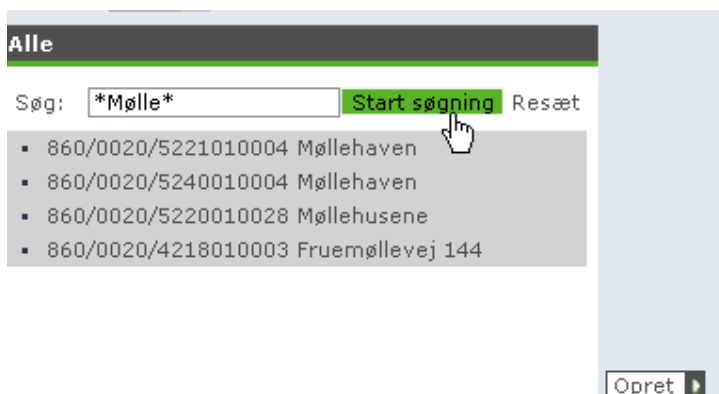 Alle
Søg: *Mølle* Start søgning Resæt
860/0020/5221010004 Møllehaven
860/0020/5240010004 Møllehaven
860/0020/5220010028 Møllehusene
860/0020/4218010003 Fruemøllevej 144
Opret